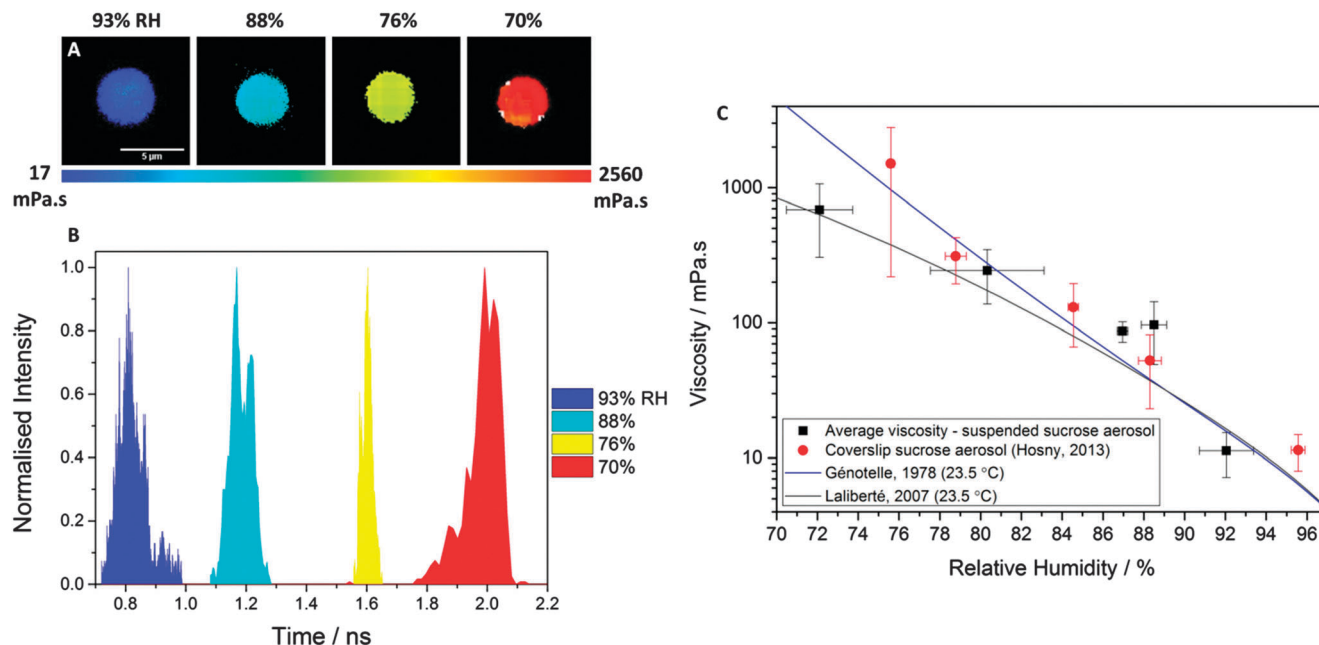 93% RH 88% 76% 70%
A
5 µm
17 mPa.s
2560 mPa.s
B
Normalised Intensity
1.0
0.8
0.6
0.4
0.2
0.0
0.8 1.0 1.2 1.4 1.6 1.8 2.0 2.2
Time / ns
93% RH
88%
76%
70%
C
Viscosity / mPa.s
1000
100
10
Average viscosity - suspended sucrose aerosol
Coverslip sucrose aerosol (Hosny, 2013)
Génotelle, 1978 (23.5 °C)
Laliberté, 2007 (23.5 °C)
70 72 74 76 78 80 82 84 86 88 90 92 94 96
Relative Humidity / %